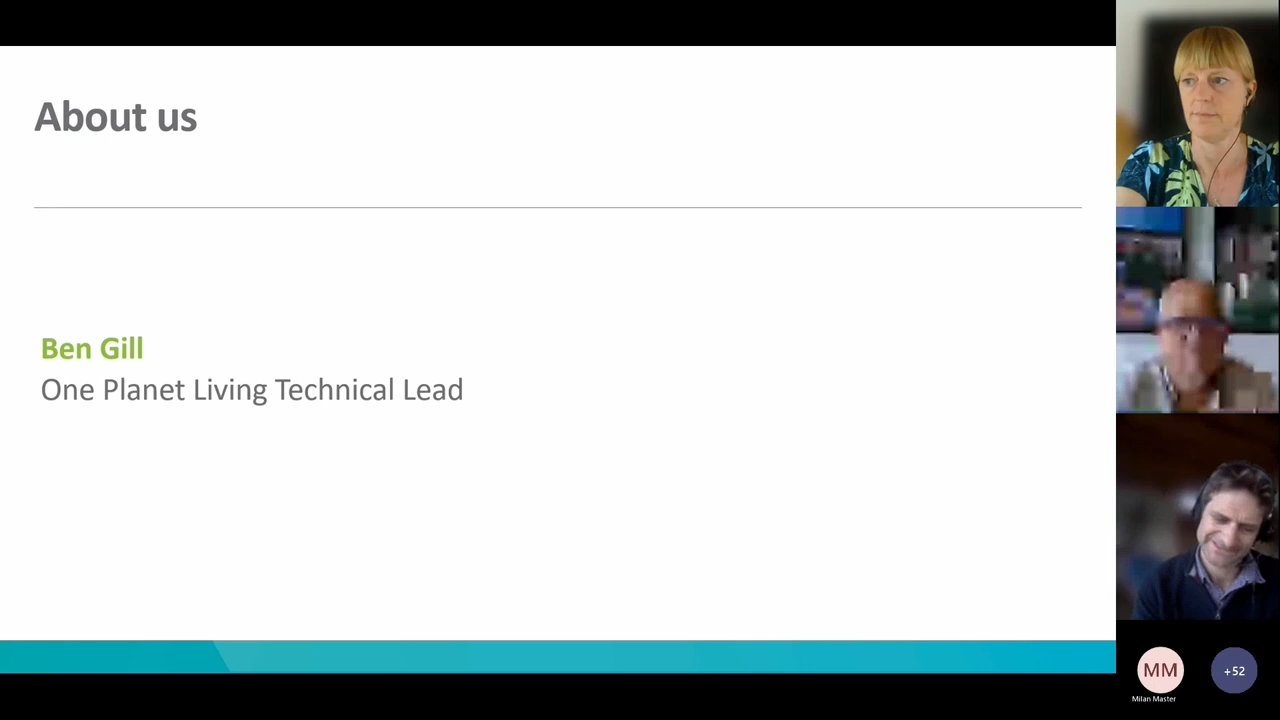 About us
Ben Gill
One Planet Living Technical Lead
MM
+52
Milan Master